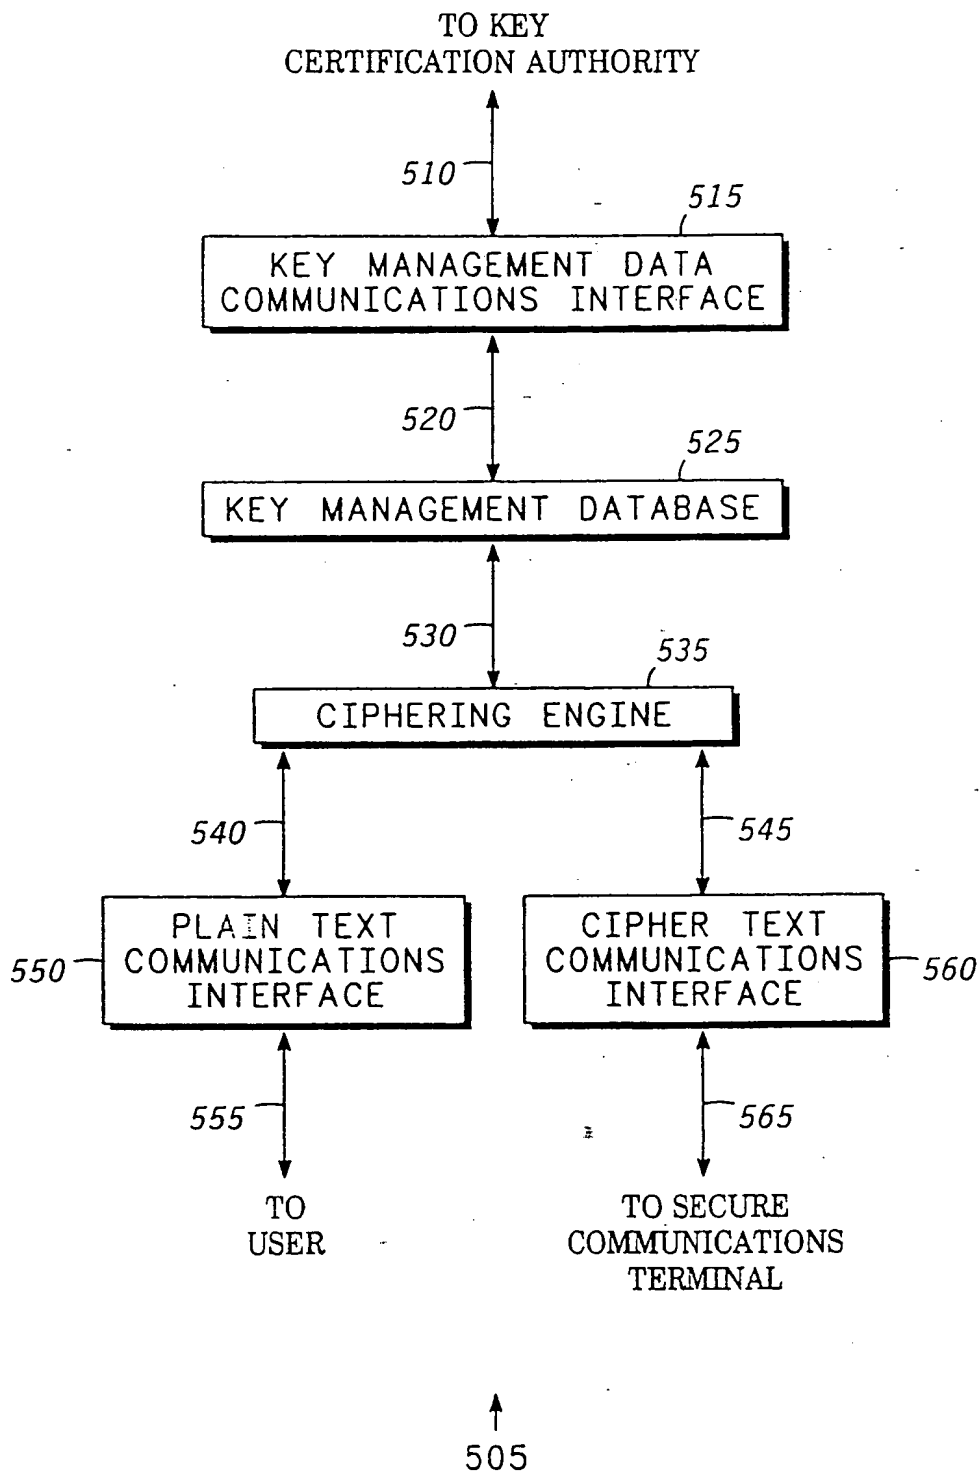 TO KEY
CERTIFICATION AUTHORITY
510
515
KEY MANAGEMENT DATA
COMMUNICATIONS INTERFACE
520
525
KEY MANAGEMENT DATABASE
530
535
CIPHERING ENGINE
540
545
PLAIN TEXT
COMMUNICATIONS
INTERFACE
550
CIPHER TEXT
COMMUNICATIONS
INTERFACE
560
555
565
TO
USER
TO SECURE
COMMUNICATIONS
TERMINAL
505